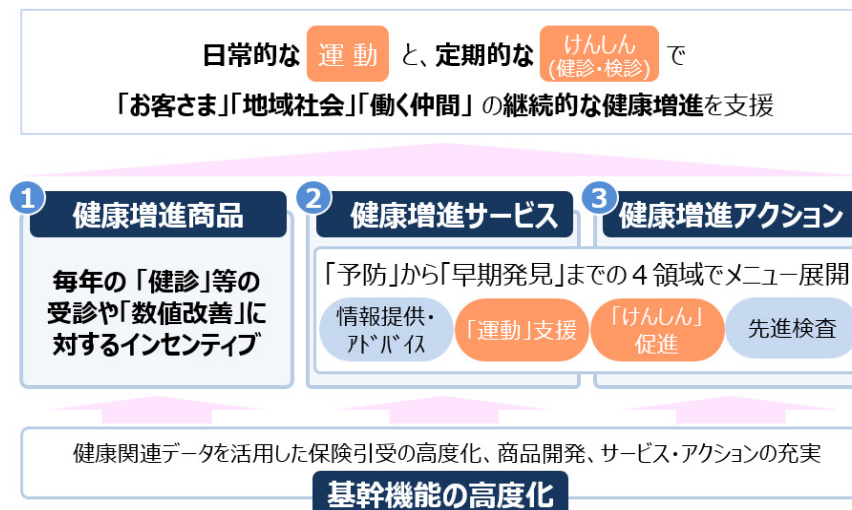 日常的な 運動 と、定期的な けんしん(健診・検診) で
「お客さま」「地域社会」「働く仲間」の継続的な健康増進を支援
1 健康増進商品
毎年の「健診」等の
受診や「数値改善」に
対するインセンティブ
2 健康増進サービス
3 健康増進アクション
「予防」から「早期発見」までの4領域でメニュー展開
情報提供・
アドバイス
「運動」支援
「けんしん」
促進
先進検査
健康関連データを活用した保険引受の高度化、商品開発、サービス・アクションの充実
基幹機能の高度化